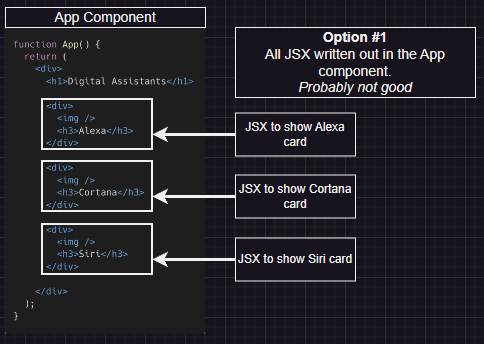 App Component
function App() {
return (
<div>
<h1>Digital Assistants</h1>
<div>
<img />
<h3>Alexa</h3>
</div>
<div>
<img />
<h3>Cortana</h3>
</div>
<div>
<img />
<h3>Siri</h3>
</div>
</div>
);
}
Option #1
All JSX written out in the App
component.
Probably not good
JSX to show Alexa
card
JSX to show Cortana
card
JSX to show Siri card